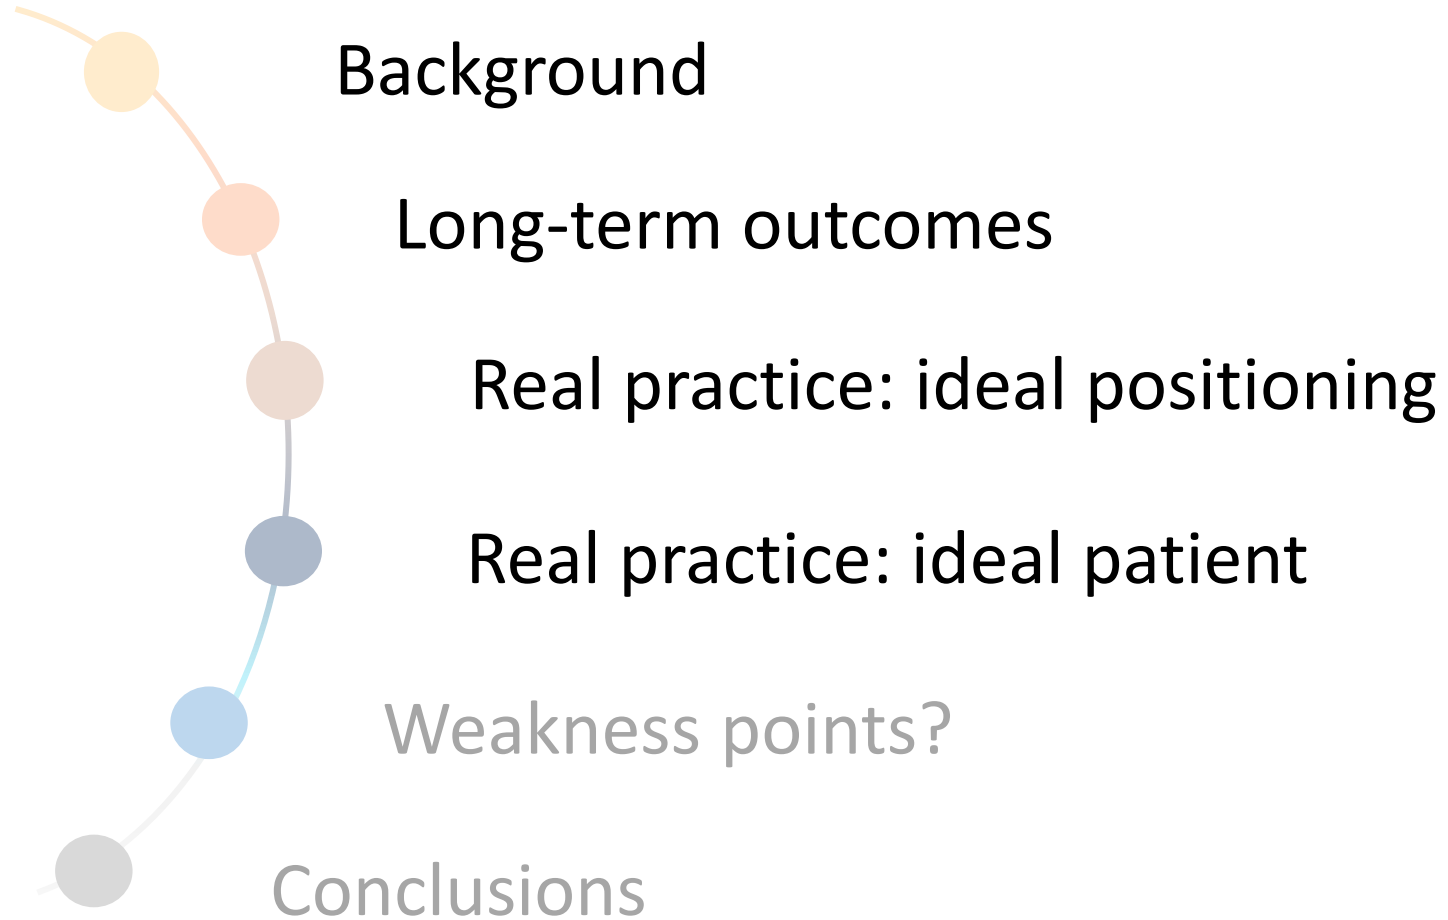 Background
Long-term outcomes
Real practice: ideal positioning
Real practice: ideal patient
Weakness points?
Conclusions